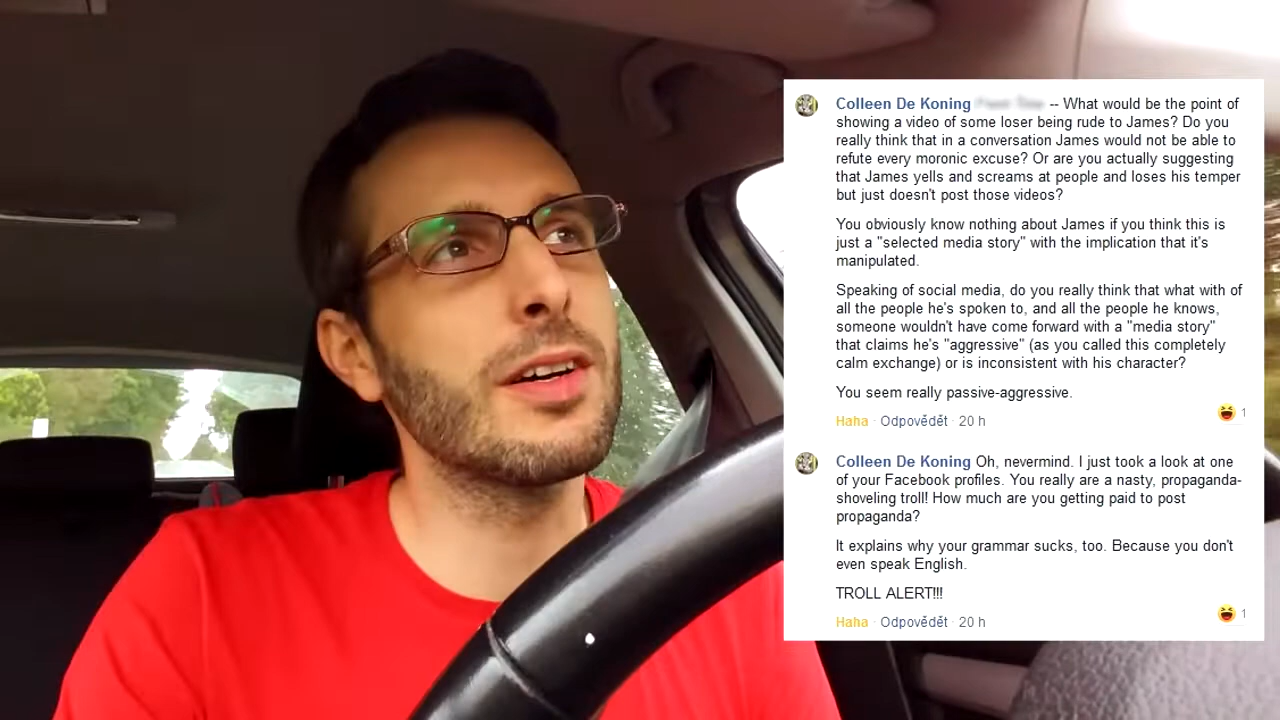 Colleen De Koning -- What would be the point of
showing a video of some loser being rude to James? Do you
really think that in a conversation James would not be able to
refute every moronic excuse? Or are you actually suggesting
that James yells and screams at people and loses his temper
but just doesn't post those videos?
You obviously know nothing about James if you think this is
just a "selected media story" with the implication that it's
manipulated.
Speaking of social media, do you really think that what with of
all the people he's spoken to, and all the people he knows,
someone wouldn't have come forward with a "media story"
that claims he's "aggressive" (as you called this completely
calm exchange) or is inconsistent with his character?
You seem really passive-aggressive.
Haha · Odpovědět · 20 h
1
Colleen De Koning Oh, nevermind. I just took a look at one
of your Facebook profiles. You really are a nasty, propaganda-
shoveling troll! How much are you getting paid to post
propaganda?
It explains why your grammar sucks, too. Because you don't
even speak English.
TROLL ALERT!!!
Haha · Odpovědět · 20 h
1